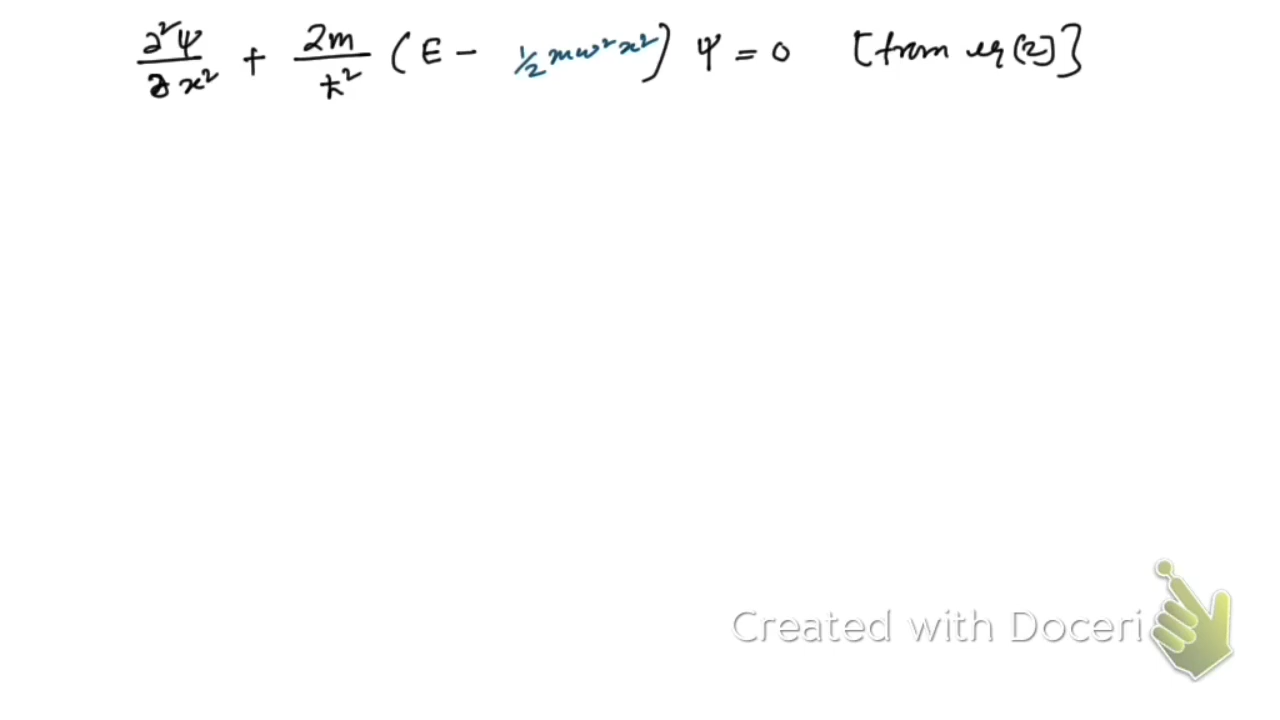 ∂²ψ/∂x² + 2m/ħ² (E − ½mω²x²) ψ = 0 [from eq(2)]
Created with Doceri